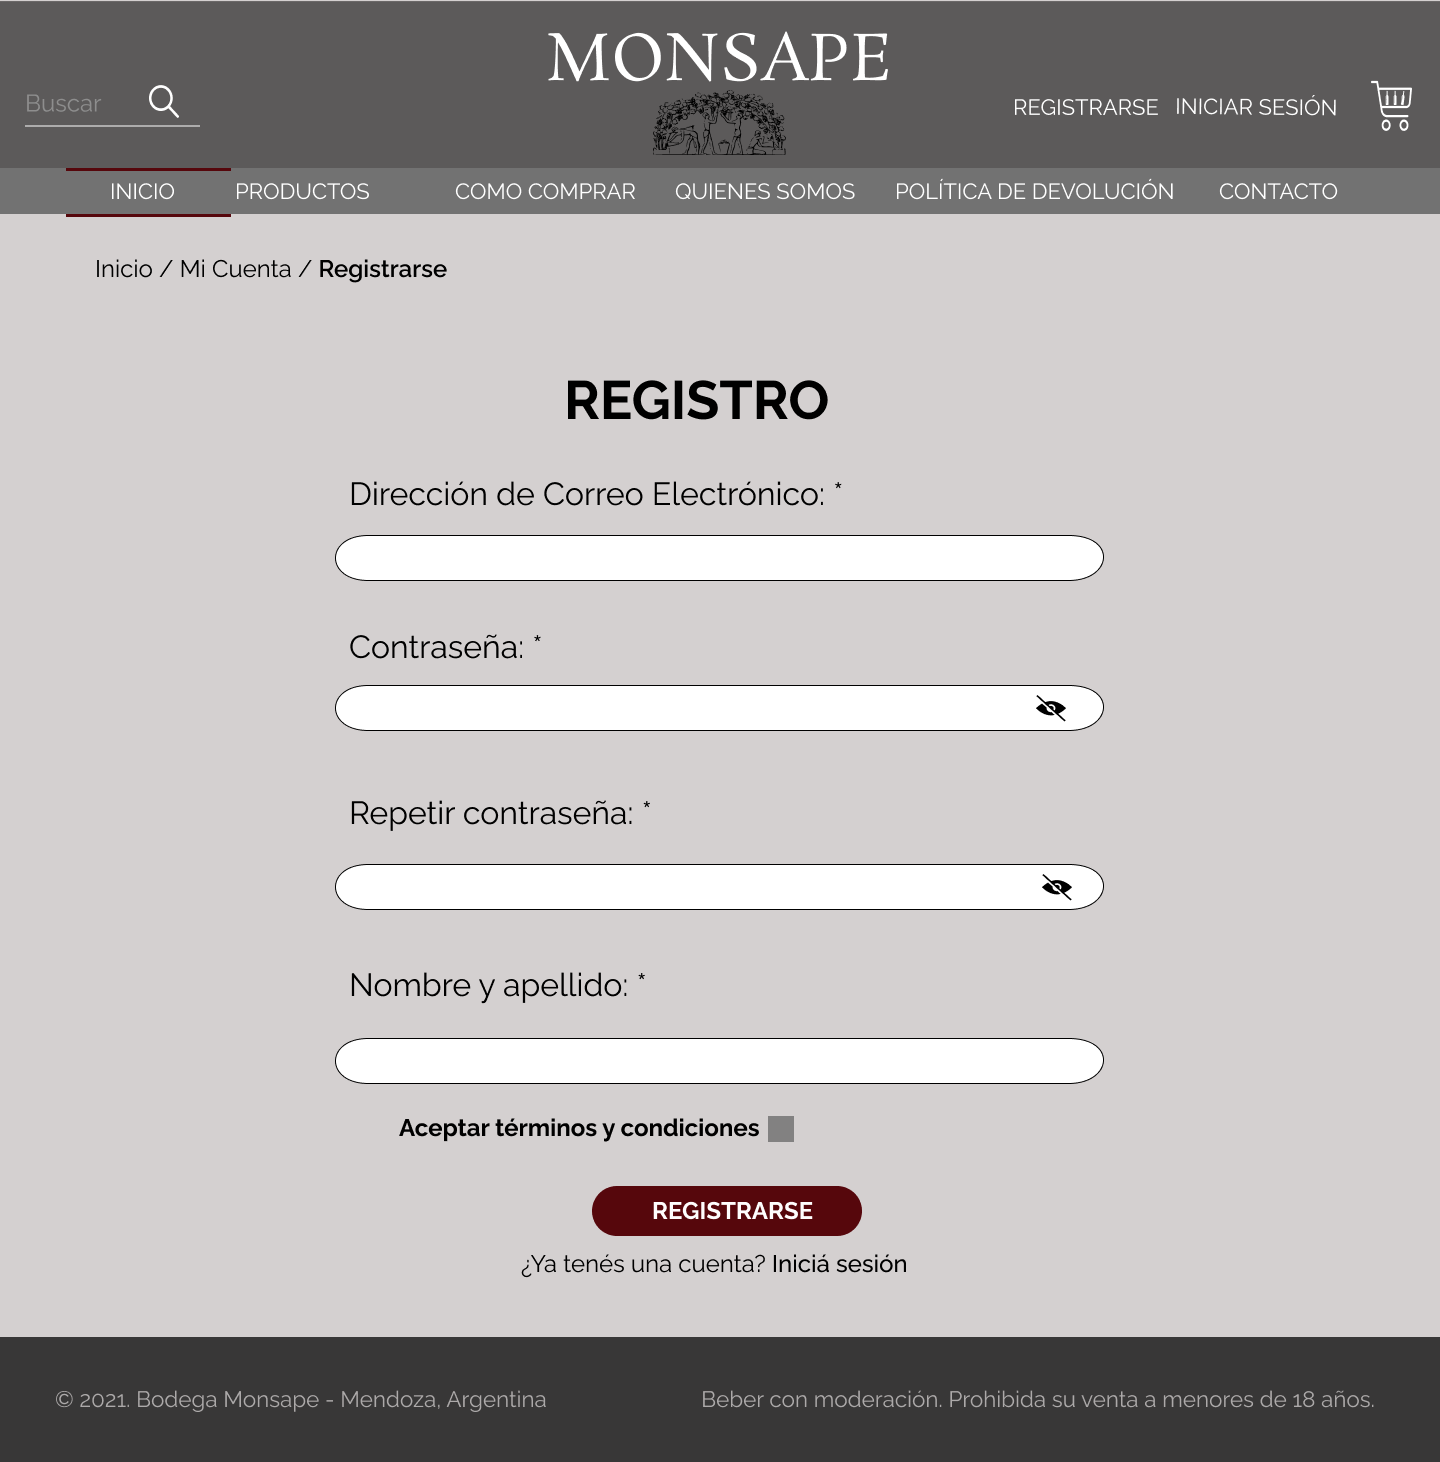 MONSAPE
Buscar
REGISTRARSE INICIAR SESIÓN
INICIO PRODUCTOS COMO COMPRAR QUIENES SOMOS POLÍTICA DE DEVOLUCIÓN CONTACTO
Inicio / Mi Cuenta / Registrarse
REGISTRO
Dirección de Correo Electrónico: *
Contraseña: *
Repetir contraseña: *
Nombre y apellido: *
Aceptar términos y condiciones
REGISTRARSE
¿Ya tenés una cuenta? Iniciá sesión
© 2021. Bodega Monsape - Mendoza, Argentina Beber con moderación. Prohibida su venta a menores de 18 años.